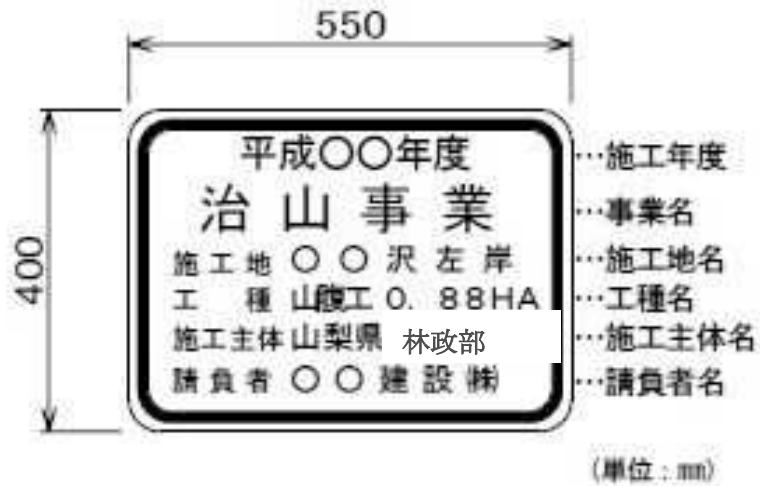 550
400
平成〇〇年度 …施工年度
治山事業 …事業名
施工地 〇〇沢左岸 …施工地名
工種 山腹工0.88HA …工種名
施工主体 山梨県 林政部 …施工主体名
請負者 〇〇建設㈱ …請負者名
(単位:㎜)